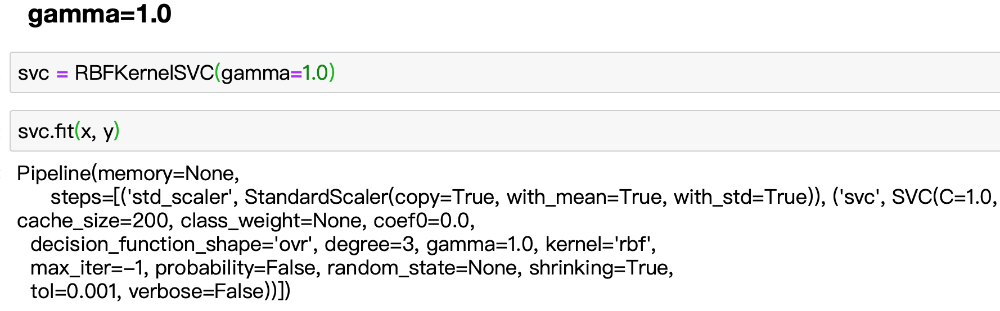 gamma=1.0
svc = RBFKernelSVC(gamma=1.0)
svc.fit(x, y)
Pipeline(memory=None,
steps=[('std_scaler', StandardScaler(copy=True, with_mean=True, with_std=True)), ('svc', SVC(C=1.0,
cache_size=200, class_weight=None, coef0=0.0,
decision_function_shape='ovr', degree=3, gamma=1.0, kernel='rbf',
max_iter=-1, probability=False, random_state=None, shrinking=True,
tol=0.001, verbose=False))])